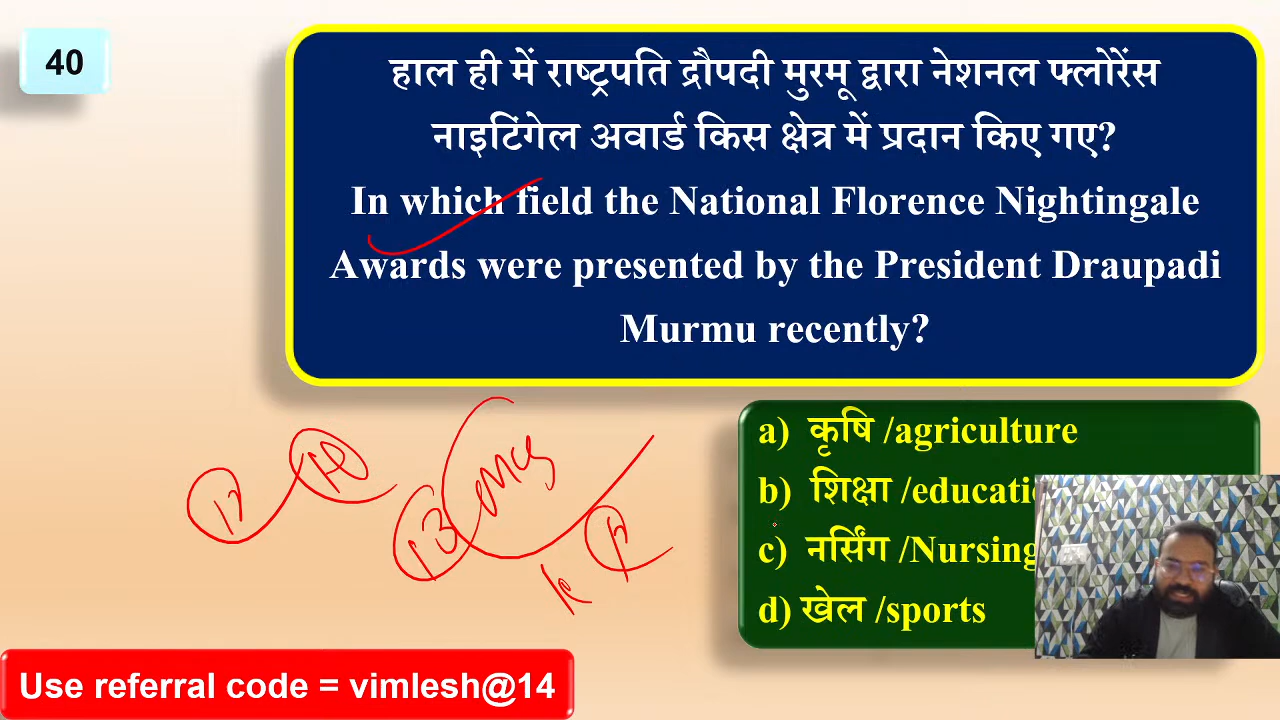 40
हाल ही में राष्ट्रपति द्रौपदी मुरमू द्वारा नेशनल फ्लोरेंस
नाइटिंगेल अवार्ड किस क्षेत्र में प्रदान किए गए?
In which field the National Florence Nightingale
Awards were presented by the President Draupadi
Murmu recently?
a) कृषि /agriculture
b) शिक्षा /educati
c) नर्सिंग /Nursing
d) खेल /sports
13
Use referral code = vimlesh@14